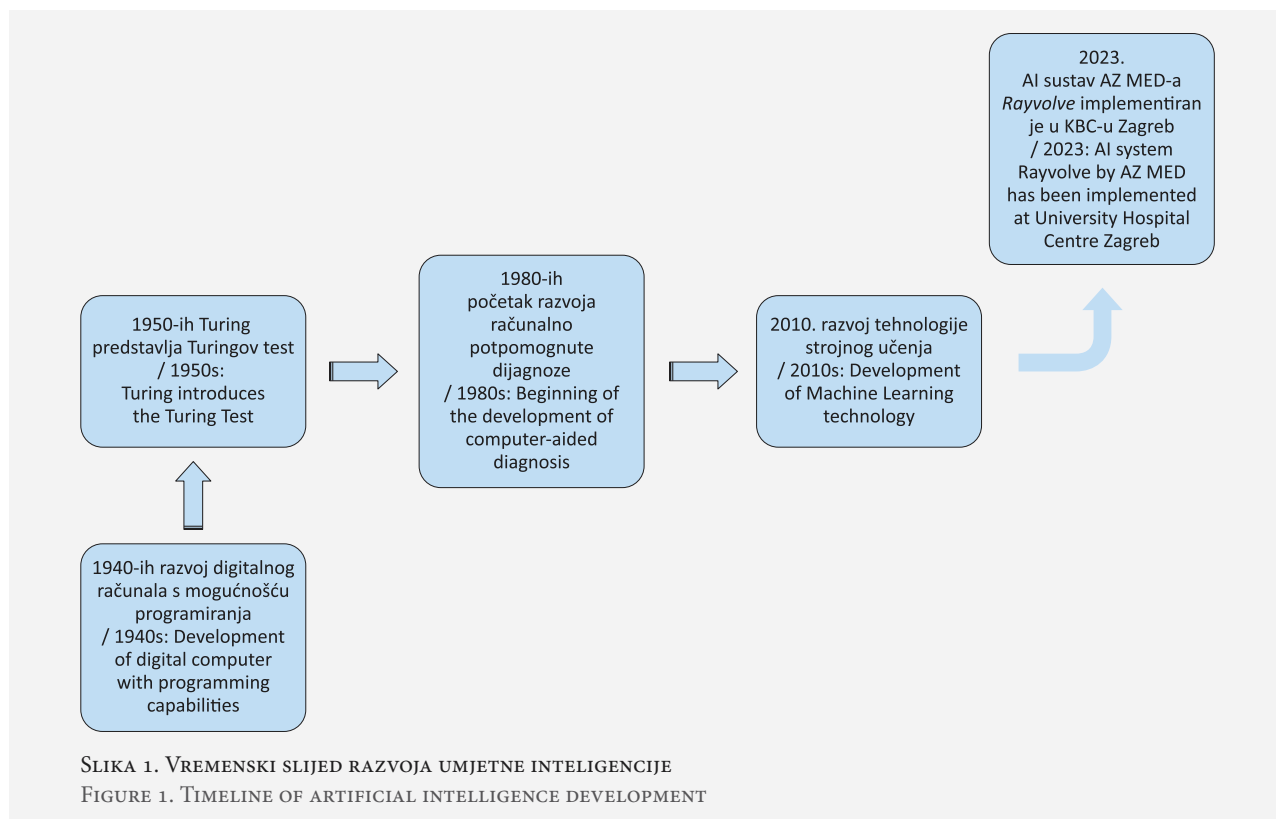 1940-ih razvoj digitalnog
računala s mogućnošću
programiranja
/ 1940s: Development
of digital computer
with programming
capabilities
1950-ih Turing
predstavlja Turingov test
/ 1950s:
Turing introduces
the Turing Test
1980-ih
početak razvoja
računalno
potpomognute
dijagnoze
/ 1980s: Beginning of
the development of
computer-aided
diagnosis
2010. razvoj tehnologije
strojnog učenja
/ 2010s: Development
of Machine Learning
technology
2023.
AI sustav AZ MED-a
Rayvolve implementiran
je u KBC-u Zagreb
/ 2023: AI system
Rayvolve by AZ MED
has been implemented
at University Hospital
Centre Zagreb
Slika 1. Vremenski slijed razvoja umjetne inteligencije
Figure 1. Timeline of artificial intelligence development